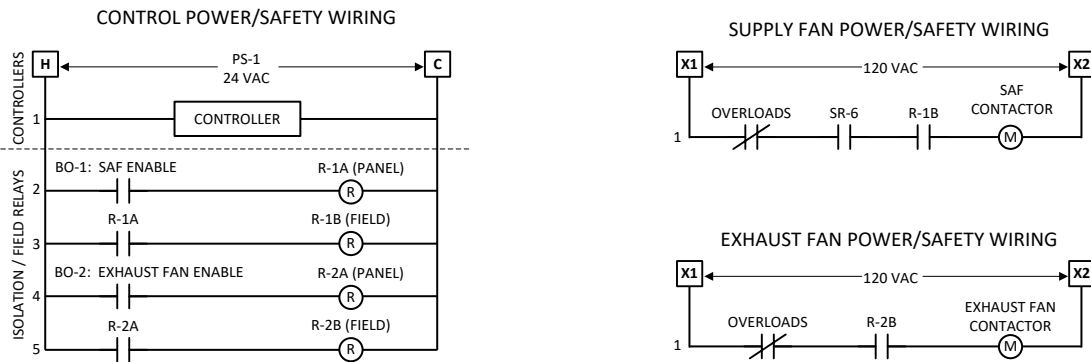 CONTROL POWER/SAFETY WIRING
CONTROLLERS
H
PS-1
24 VAC
C
1
CONTROLLER
ISOLATION / FIELD RELAYS
BO-1: SAF ENABLE
R-1A (PANEL)
2
R
R-1A
R-1B (FIELD)
3
R
BO-2: EXHAUST FAN ENABLE
R-2A (PANEL)
4
R
R-2A
R-2B (FIELD)
5
R
SUPPLY FAN POWER/SAFETY WIRING
X1
120 VAC
X2
SAF
CONTACTOR
OVERLOADS
SR-6
R-1B
1
M
EXHAUST FAN POWER/SAFETY WIRING
X1
120 VAC
X2
EXHAUST FAN
CONTACTOR
OVERLOADS
R-2B
1
M